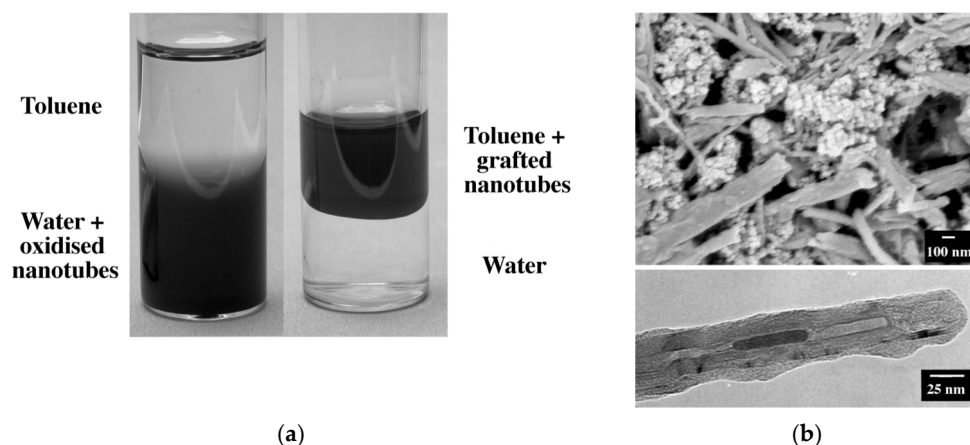 Toluene
Water +
oxidised
nanotubes
Toluene +
grafted
nanotubes
Water
100 nm
25 nm
(a)
(b)